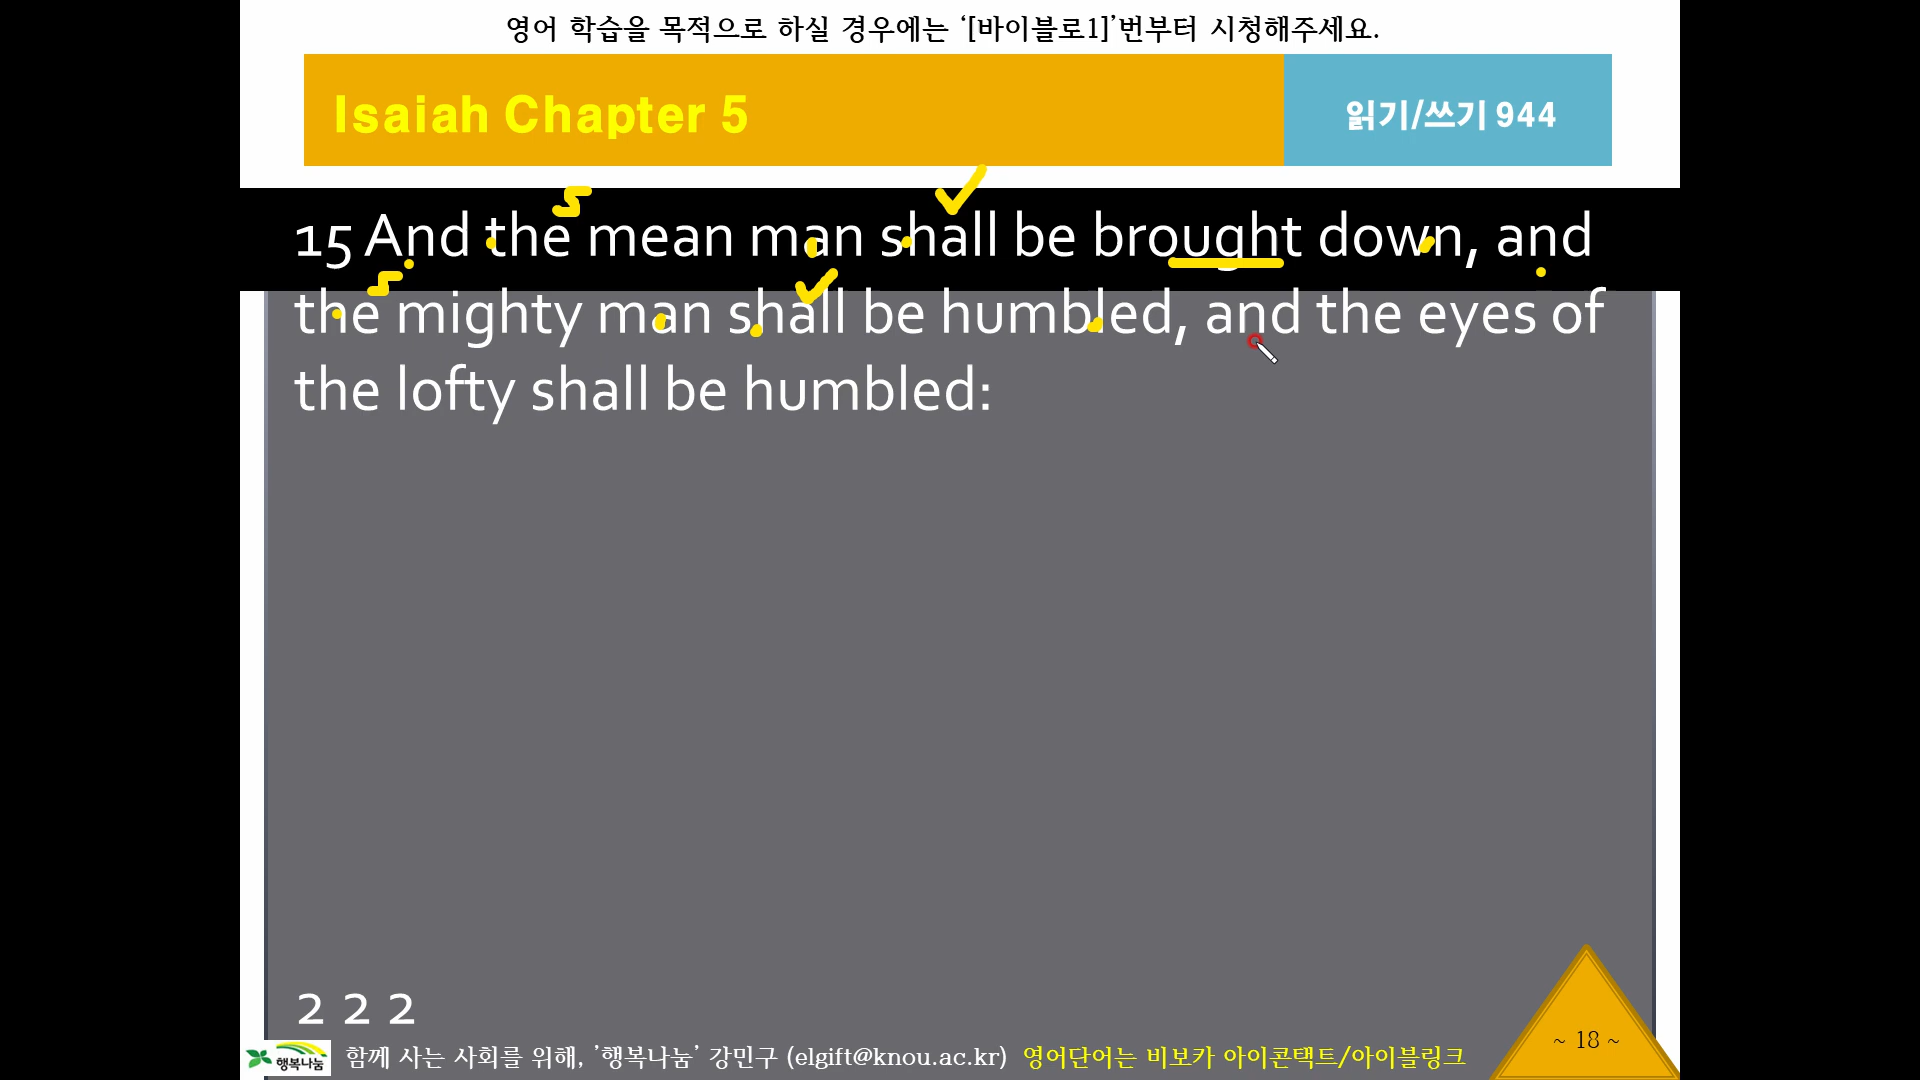 영어 학습을 목적으로 하실 경우에는 ‘[바이블로1]’번부터 시청해주세요.
Isaiah Chapter 5
읽기/쓰기 944
15 And the mean man shall be brought down, and
the mighty man shall be humbled, and the eyes of
the lofty shall be humbled:
2 2 2
~ 18 ~
행복나눔 함께 사는 사회를 위해, ’행복나눔’ 강민구 (elgift@knou.ac.kr) 영어단어는 비보카 아이콘택트/아이블링크